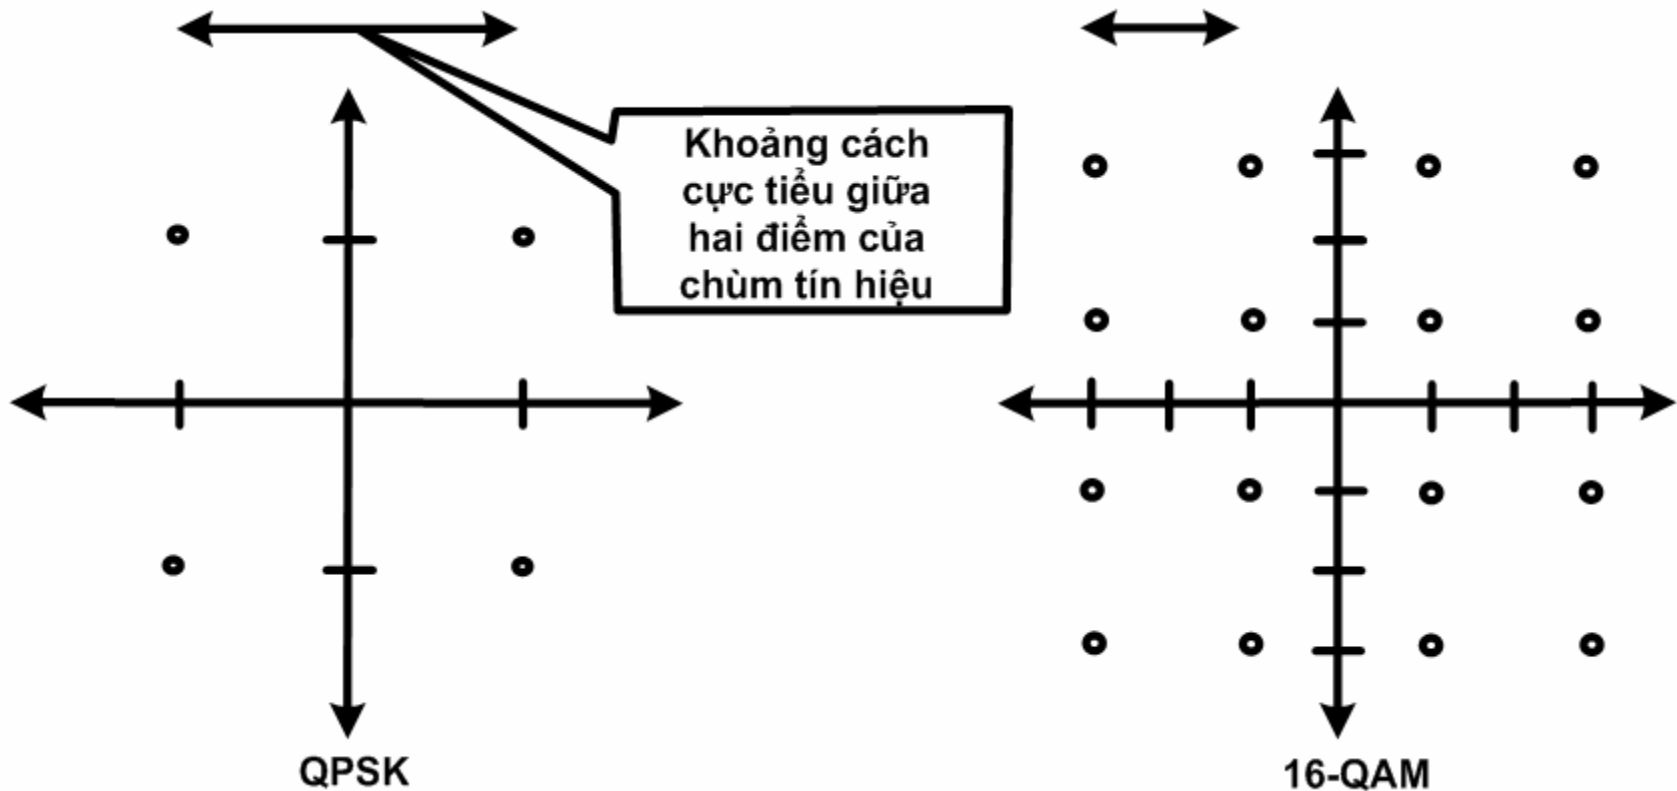 Khoảng cách
cực tiểu giữa
hai điểm của
chùm tín hiệu
QPSK
16-QAM